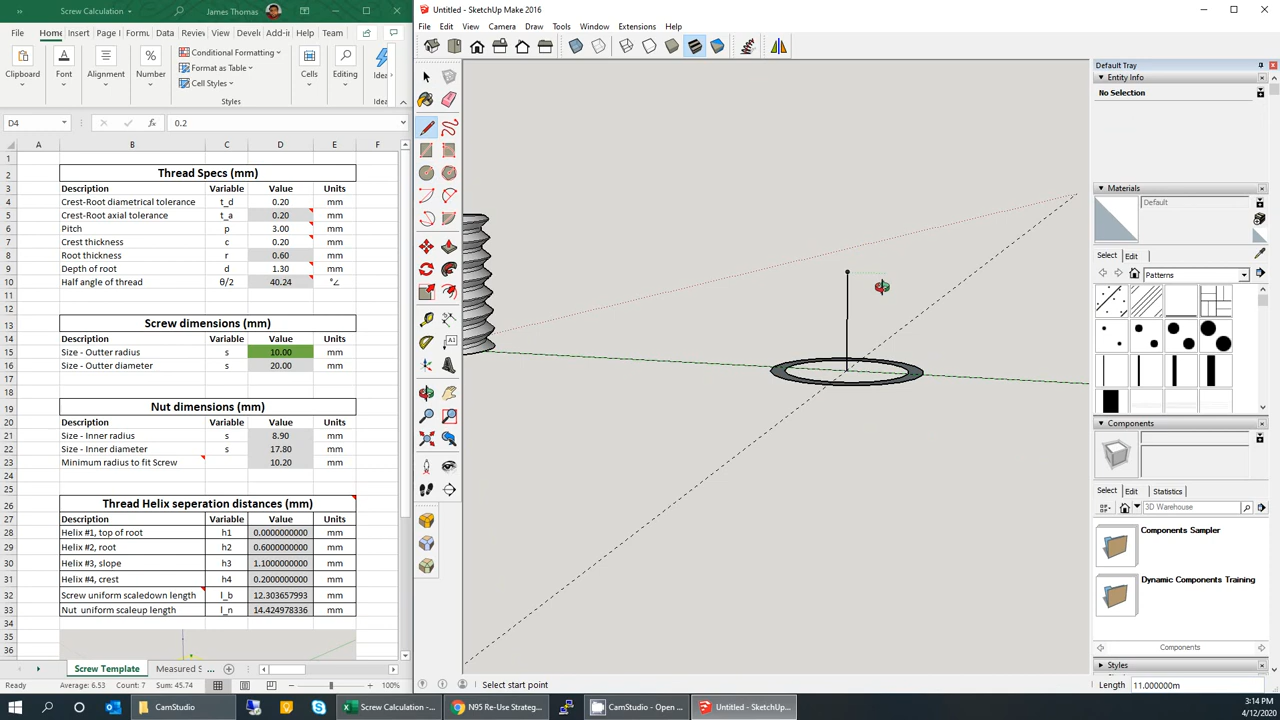 Screw Calculation
James Thomas
Untitled - SketchUp Make 2016
File Home Insert Page l Formu Data Review View Develo Add-i Help Team
File Edit View Draw Camera Tools Window Extensions Help
Clipboard
Font
Alignment
Number
Conditional Formatting
Format as Table
Cell Styles
Styles
Cells
Editing
Ideas
D4
0.2
A B C D E F
Thread Specs (mm)
Description Variable Value Units
Crest-Root diametrical tolerance t_d 0.20 mm
Crest-Root axial tolerance t_a 0.20 mm
Pitch p 3.00 mm
Crest thickness c 0.20 mm
Root thickness r 0.60 mm
Depth of root d 1.30 mm
Half angle of thread θ/2 40.24 °∠
Screw dimensions (mm)
Description Variable Value Units
Size - Outter radius s 10.00 mm
Size - Outter diameter s 20.00 mm
Nut dimensions (mm)
Description Variable Value Units
Size - Inner radius s 8.90 mm
Size - Inner diameter s 17.80 mm
Minimum radius to fit Screw 10.20 mm
Thread Helix seperation distances (mm)
Description Variable Value Units
Helix #1, top of root h1 0.0000000000 mm
Helix #2, root h2 0.6000000000 mm
Helix #3, slope h3 1.1000000000 mm
Helix #4, crest h4 0.2000000000 mm
Screw uniform scaledown length l_b 12.303657993 mm
Nut uniform scaleup length l_n 14.424978336 mm
Screw Template
Measured S ...
Ready
Average: 6.53 Count: 7 Sum: 45.74
100%
Default Tray
Entity Info
No Selection
Materials
Default
Select Edit
Patterns
Components
Select Edit Statistics
3D Warehouse
Components Sampler
Dynamic Components Training
Components
Styles
Select start point
Length 11.000000m
CamStudio
Screw Calculation -...
N95 Re-Use Strateg...
CamStudio - Open ...
Untitled - SketchUp...
3:14 PM
4/12/2020